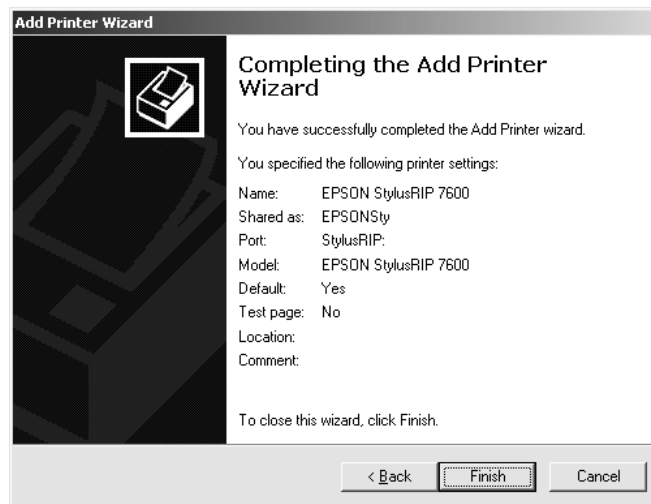 Add Printer Wizard
Completing the Add Printer
Wizard
You have successfully completed the Add Printer wizard.
You specified the following printer settings:
Name: EPSON StylusRIP 7600
Shared as: EPSONSty
Port: StylusRIP:
Model: EPSON StylusRIP 7600
Default: Yes
Test page: No
Location:
Comment:
To close this wizard, click Finish.
< Back Finish Cancel